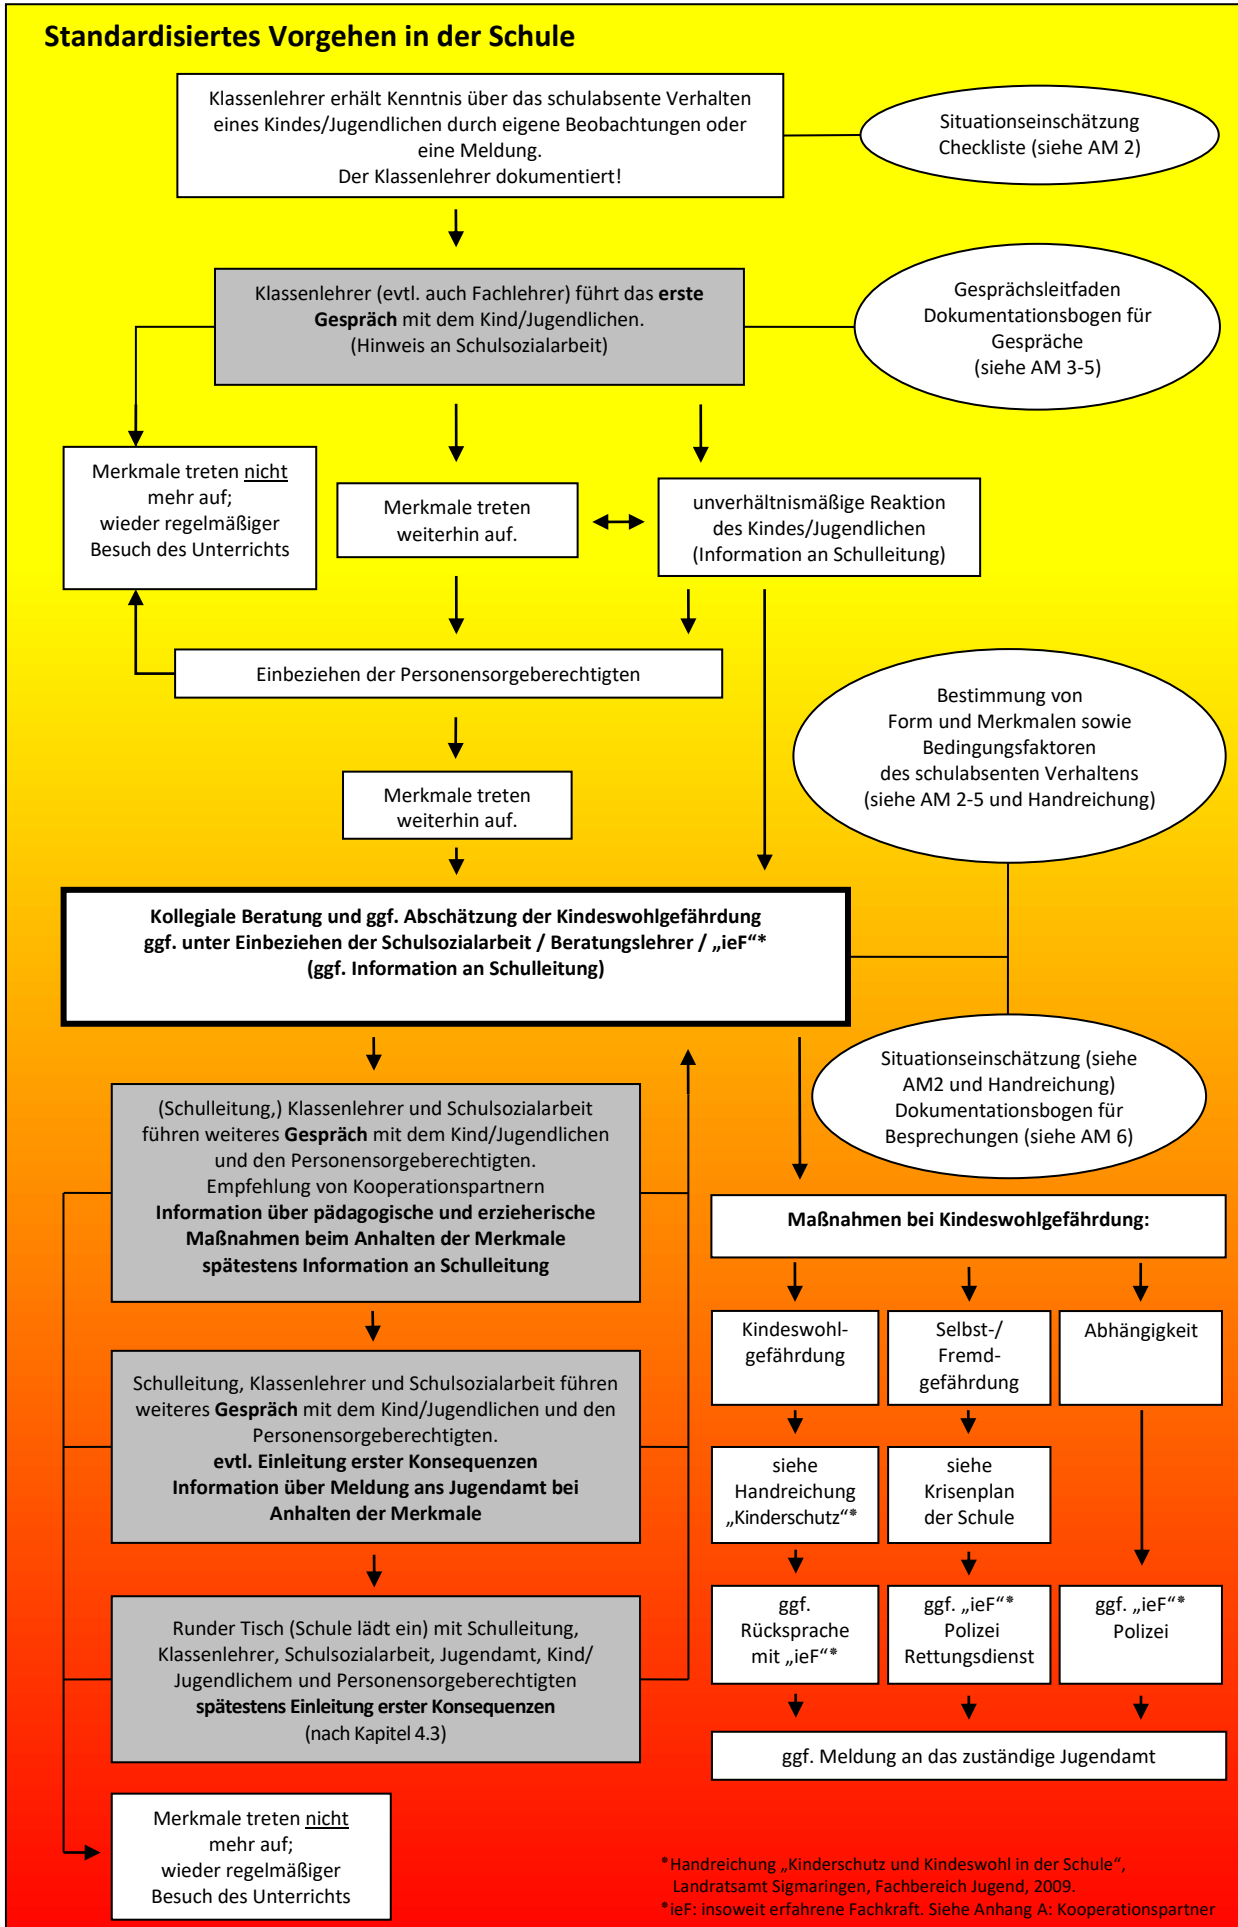 Standardisiertes Vorgehen in der Schule
Klassenlehrer erhält Kenntnis über das schulabsente Verhalten
eines Kindes/Jugendlichen durch eigene Beobachtungen oder
eine Meldung.
Der Klassenlehrer dokumentiert!
Situationseinschätzung
Checkliste (siehe AM 2)
Klassenlehrer (evtl. auch Fachlehrer) führt das erste
Gespräch mit dem Kind/Jugendlichen.
(Hinweis an Schulsozialarbeit)
Gesprächsleitfaden
Dokumentationsbogen für
Gespräche
(siehe AM 3-5)
Merkmale treten nicht
mehr auf;
wieder regelmäßiger
Besuch des Unterrichts
Merkmale treten
weiterhin auf.
unverhältnismäßige Reaktion
des Kindes/Jugendlichen
(Information an Schulleitung)
Einbeziehen der Personensorgeberechtigten
Bestimmung von
Form und Merkmalen sowie
Bedingungsfaktoren
des schulabsenten Verhaltens
(siehe AM 2-5 und Handreichung)
Merkmale treten
weiterhin auf.
Kollegiale Beratung und ggf. Abschätzung der Kindeswohlgefährdung
ggf. unter Einbeziehen der Schulsozialarbeit / Beratungslehrer / „ieF“*
(ggf. Information an Schulleitung)
Situationseinschätzung (siehe
AM2 und Handreichung)
Dokumentationsbogen für
Besprechungen (siehe AM 6)
(Schulleitung,) Klassenlehrer und Schulsozialarbeit
führen weiteres Gespräch mit dem Kind/Jugendlichen
und den Personensorgeberechtigten.
Empfehlung von Kooperationspartnern
Information über pädagogische und erzieherische
Maßnahmen beim Anhalten der Merkmale
spätestens Information an Schulleitung
Maßnahmen bei Kindeswohlgefährdung:
Kindeswohl-
gefährdung
Selbst-/
Fremd-
gefährdung
Abhängigkeit
Schulleitung, Klassenlehrer und Schulsozialarbeit führen
weiteres Gespräch mit dem Kind/Jugendlichen und den
Personensorgeberechtigten.
evtl. Einleitung erster Konsequenzen
Information über Meldung ans Jugendamt bei
Anhalten der Merkmale
siehe
Handreichung
„Kinderschutz“*
siehe
Krisenplan
der Schule
Runder Tisch (Schule lädt ein) mit Schulleitung,
Klassenlehrer, Schulsozialarbeit, Jugendamt, Kind/
Jugendlichem und Personensorgeberechtigten
spätestens Einleitung erster Konsequenzen
(nach Kapitel 4.3)
ggf.
Rücksprache
mit „ieF“*
ggf. „ieF“*
Polizei
Rettungsdienst
ggf. „ieF“*
Polizei
ggf. Meldung an das zuständige Jugendamt
Merkmale treten nicht
mehr auf;
wieder regelmäßiger
Besuch des Unterrichts
*Handreichung „Kinderschutz und Kindeswohl in der Schule“,
Landratsamt Sigmaringen, Fachbereich Jugend, 2009.
*ieF: insoweit erfahrene Fachkraft. Siehe Anhang A: Kooperationspartner